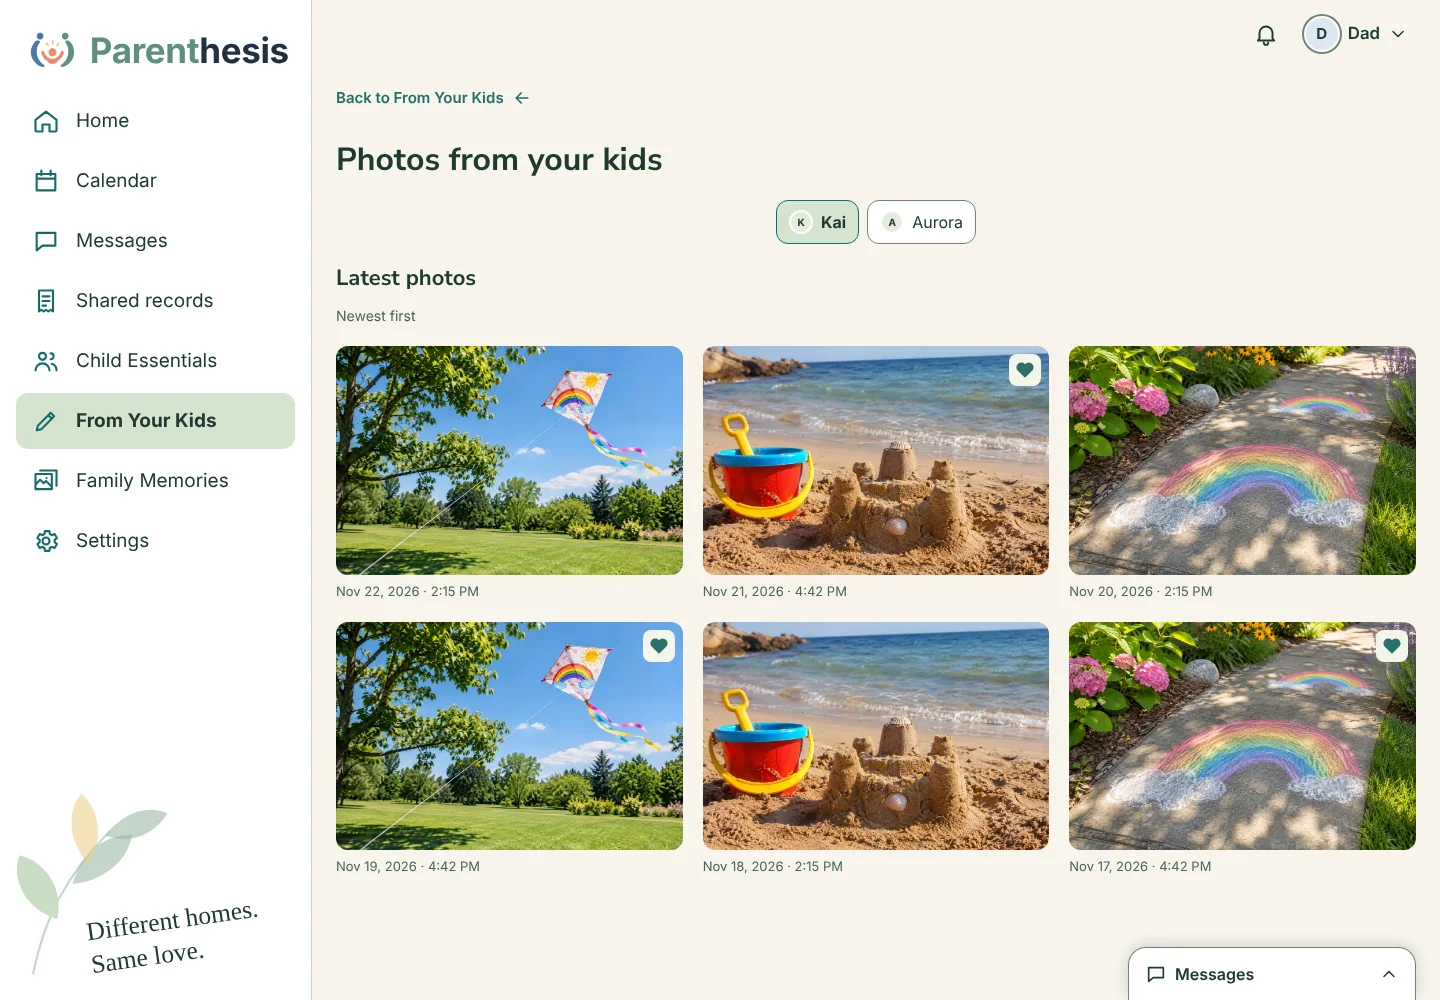 Parenthesis
Home
Calendar
Messages
Shared records
Child Essentials
From Your Kids
Family Memories
Settings
Different homes.
Same love.
D Dad
Back to From Your Kids
Photos from your kids
K Kai
A Aurora
Latest photos
Newest first
Nov 22, 2026 · 2:15 PM
Nov 21, 2026 · 4:42 PM
Nov 20, 2026 · 2:15 PM
Nov 19, 2026 · 4:42 PM
Nov 18, 2026 · 2:15 PM
Nov 17, 2026 · 4:42 PM
Messages